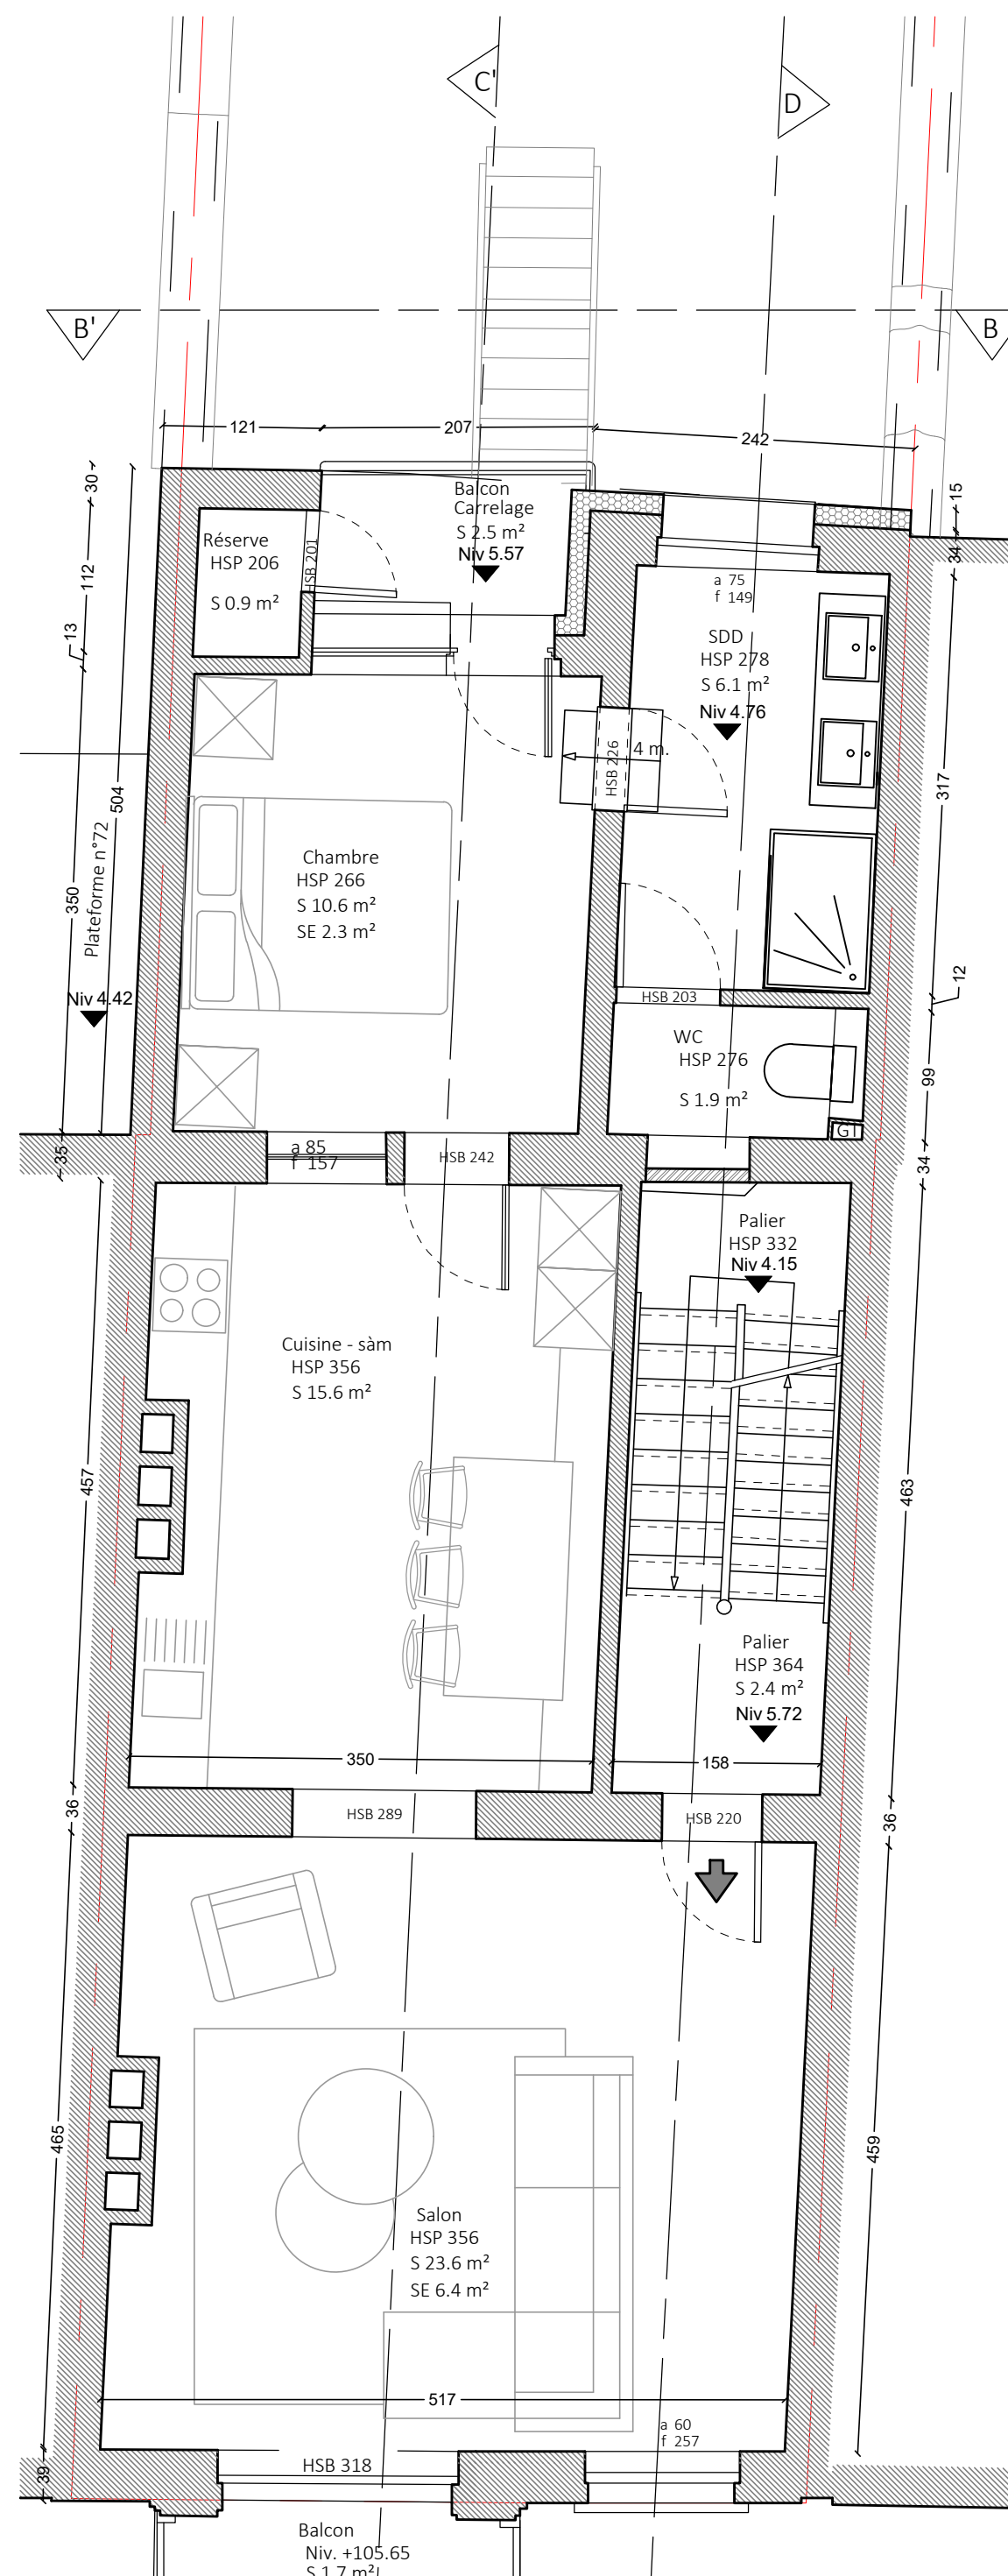 C'
D
B'
B
121
207
242
30
112
13
504
350
35
Plateforme n°72
Niv 4.42
15
34
317
12
99
34
Balcon
Carrelage
S 2.5 m²
Niv 5.57
Réserve
HSP 206
S 0.9 m²
HSB 201
a 75
f 149
SDD
HSP 278
S 6.1 m²
Niv 4.76
HSB 226
4 m.
Chambre
HSP 266
S 10.6 m²
SE 2.3 m²
HSB 203
WC
HSP 276
S 1.9 m²
GT
a 85
f 157
HSB 242
Palier
HSP 332
Niv 4.15
Cuisine - sàm
HSP 356
S 15.6 m²
457
463
Palier
HSP 364
S 2.4 m²
Niv 5.72
350
158
36
HSB 289
HSB 220
36
465
459
Salon
HSP 356
S 23.6 m²
SE 6.4 m²
517
a 60
f 257
HSB 318
39
Balcon
Niv. +105.65
S 1.7 m²